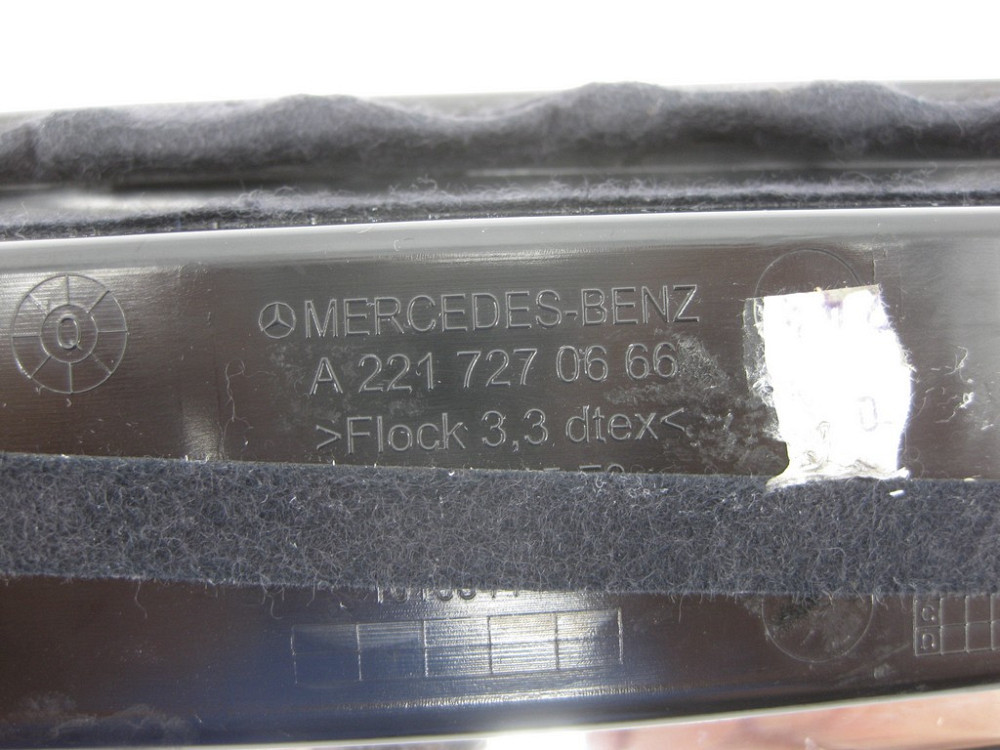 Q
MERCEDES-BENZ
A 221 727 06 66
>Flock 3,3 dtex<